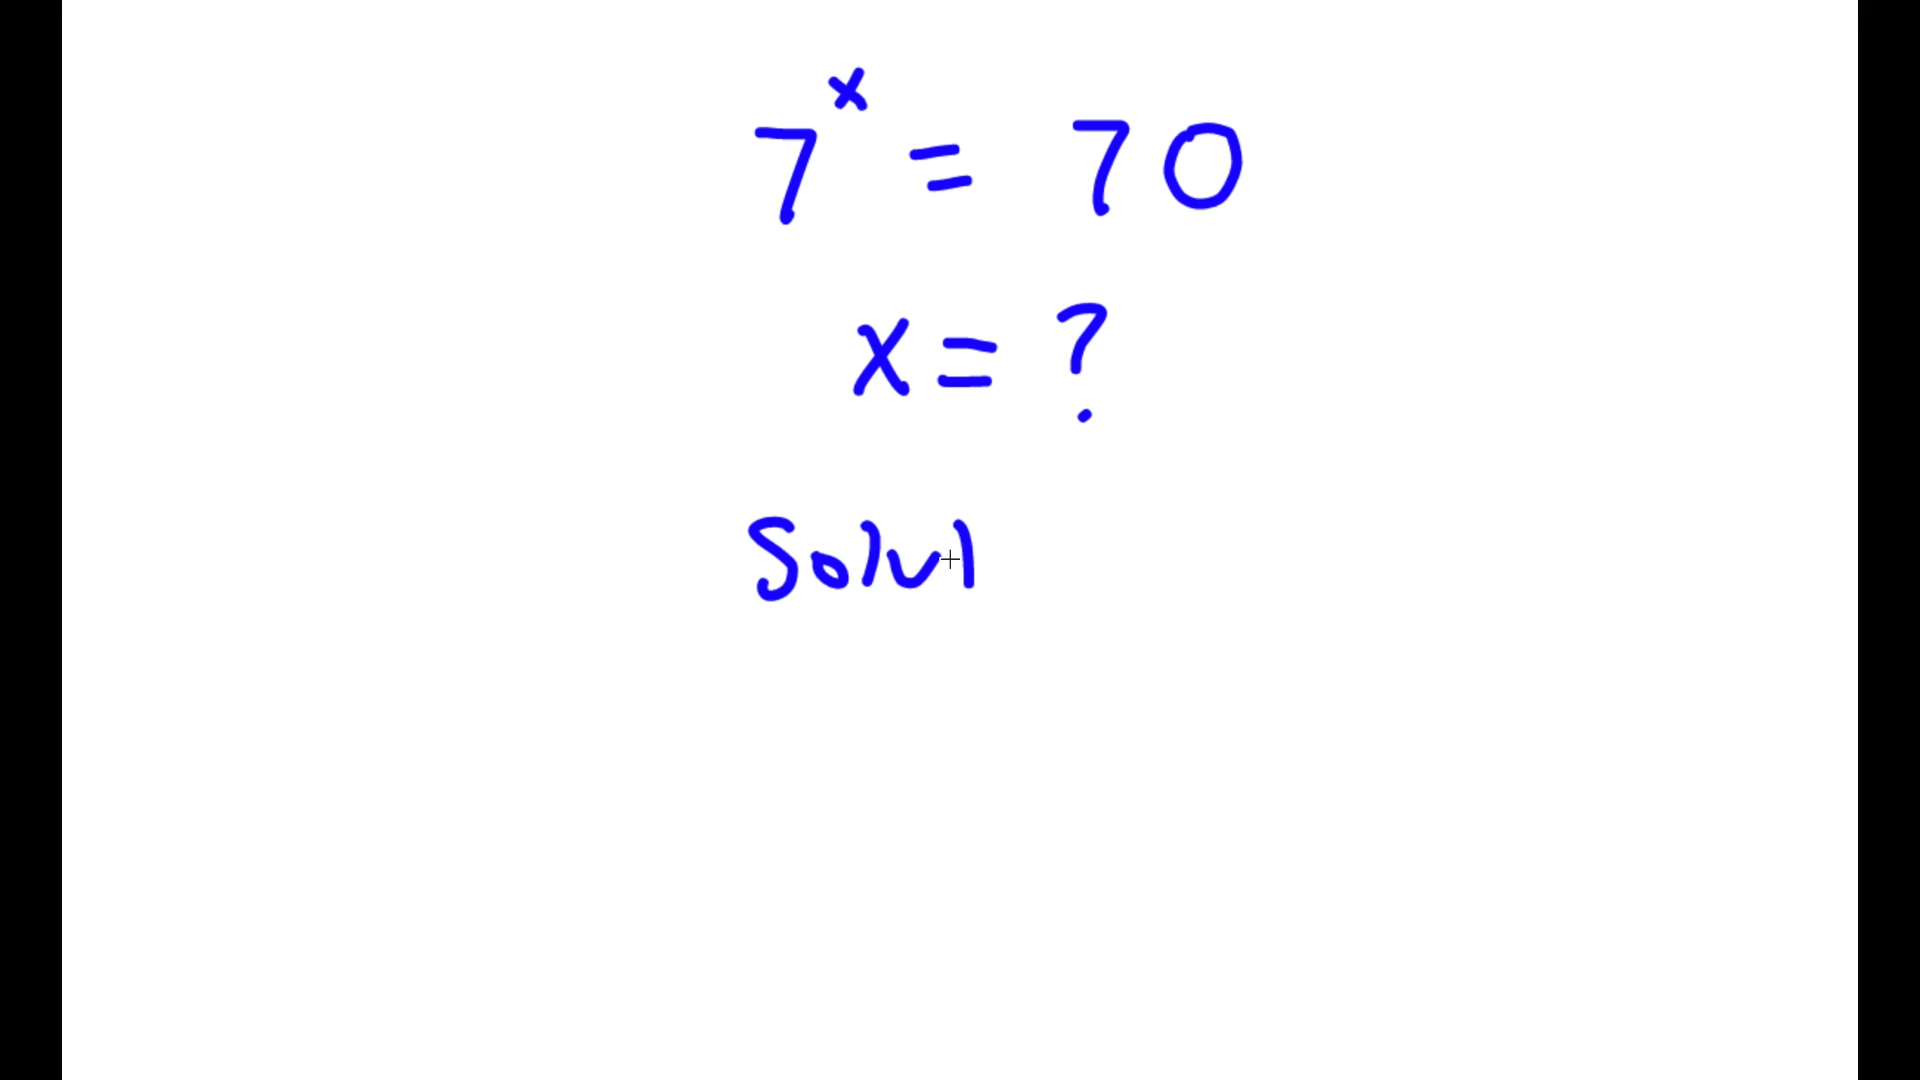 7^x = 70
x = ?
Solu